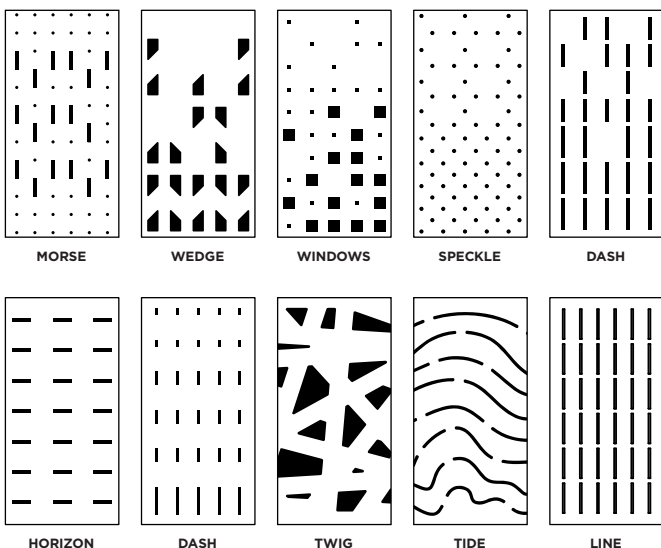 MORSE
WEDGE
WINDOWS
SPECKLE
DASH
HORIZON
DASH
TWIG
TIDE
LINE